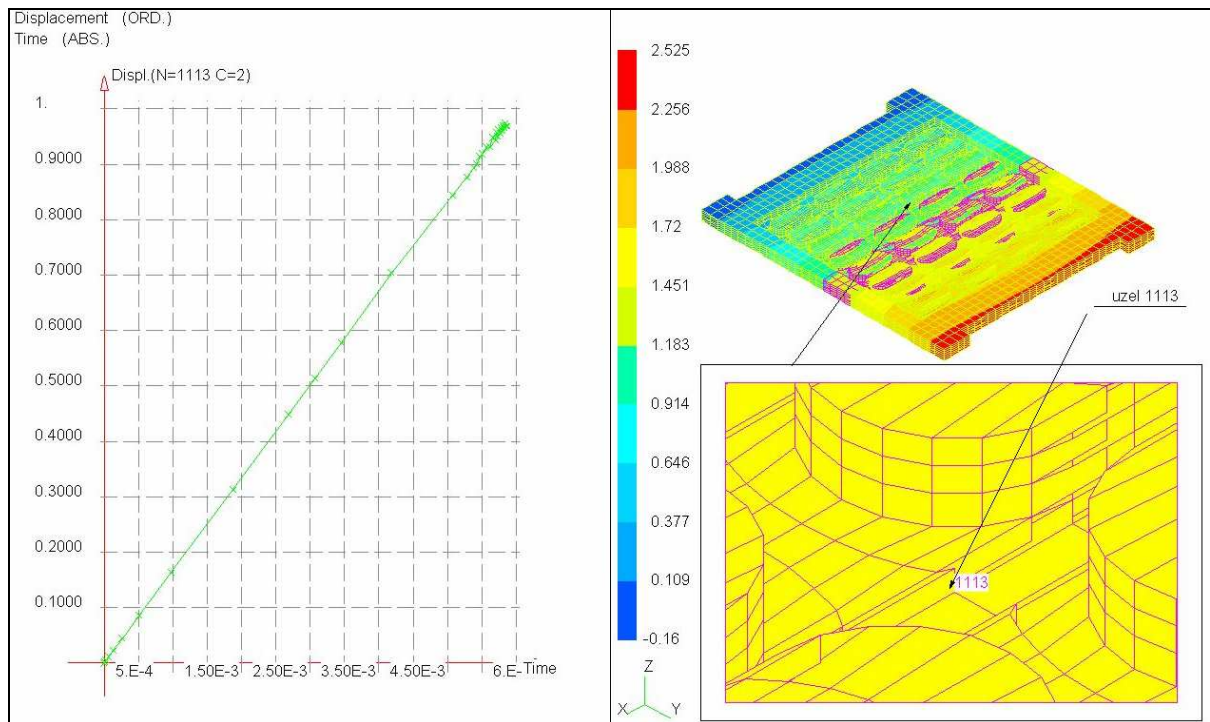 Displacement (ORD.)
Time (ABS.)
Displ.(N=1113 C=2)
1.
0.9000
0.8000
0.7000
0.6000
0.5000
0.4000
0.3000
0.2000
0.1000
5.E-4
1.50E-3
2.50E-3
3.50E-3
4.50E-3
6.E-
Time
2.525
2.256
1.988
1.72
1.451
1.183
0.914
0.646
0.377
0.109
-0.16
uzel 1113
1113
Z
X
Y